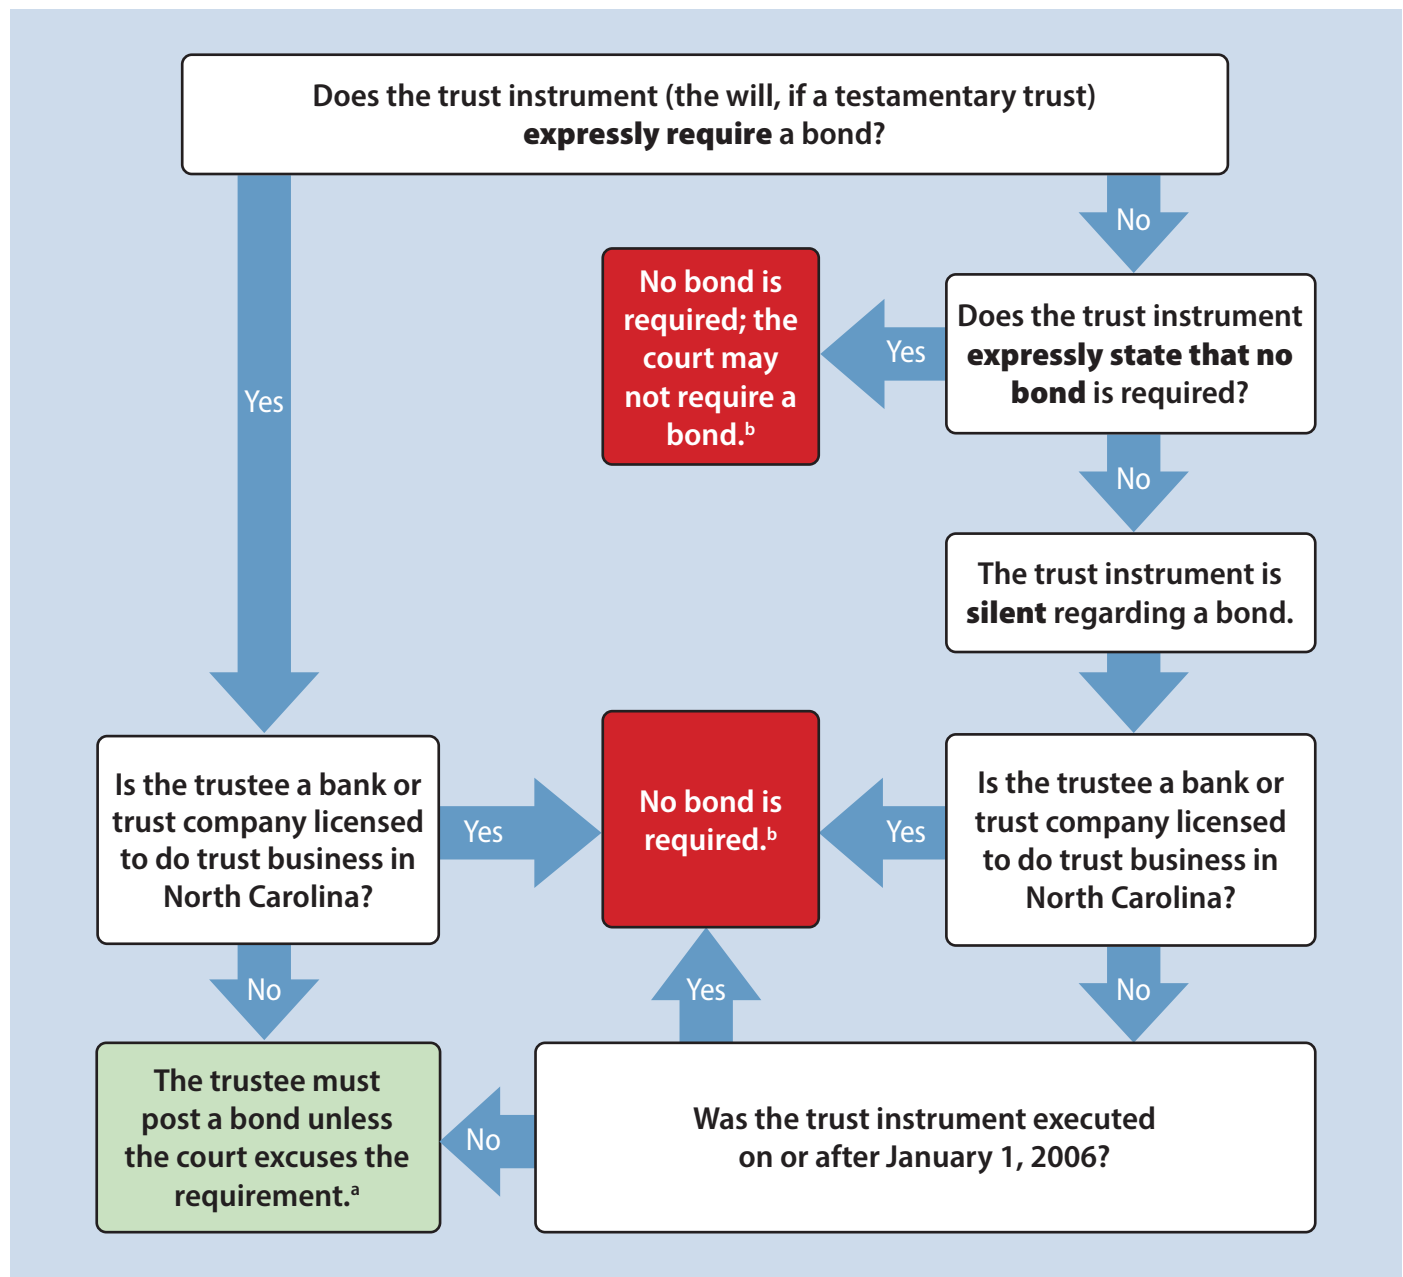 Does the trust instrument (the will, if a testamentary trust)
expressly require a bond?
Yes
No
No bond is
required; the
court may
not require a
bond.b
Yes
Does the trust instrument
expressly state that no
bond is required?
No
The trust instrument is
silent regarding a bond.
Is the trustee a bank or
trust company licensed
to do trust business in
North Carolina?
Yes
No bond is
required.b
Yes
Is the trustee a bank or
trust company licensed
to do trust business in
North Carolina?
No
Yes
No
The trustee must
post a bond unless
the court excuses the
requirement.a
No
Was the trust instrument executed
on or after January 1, 2006?